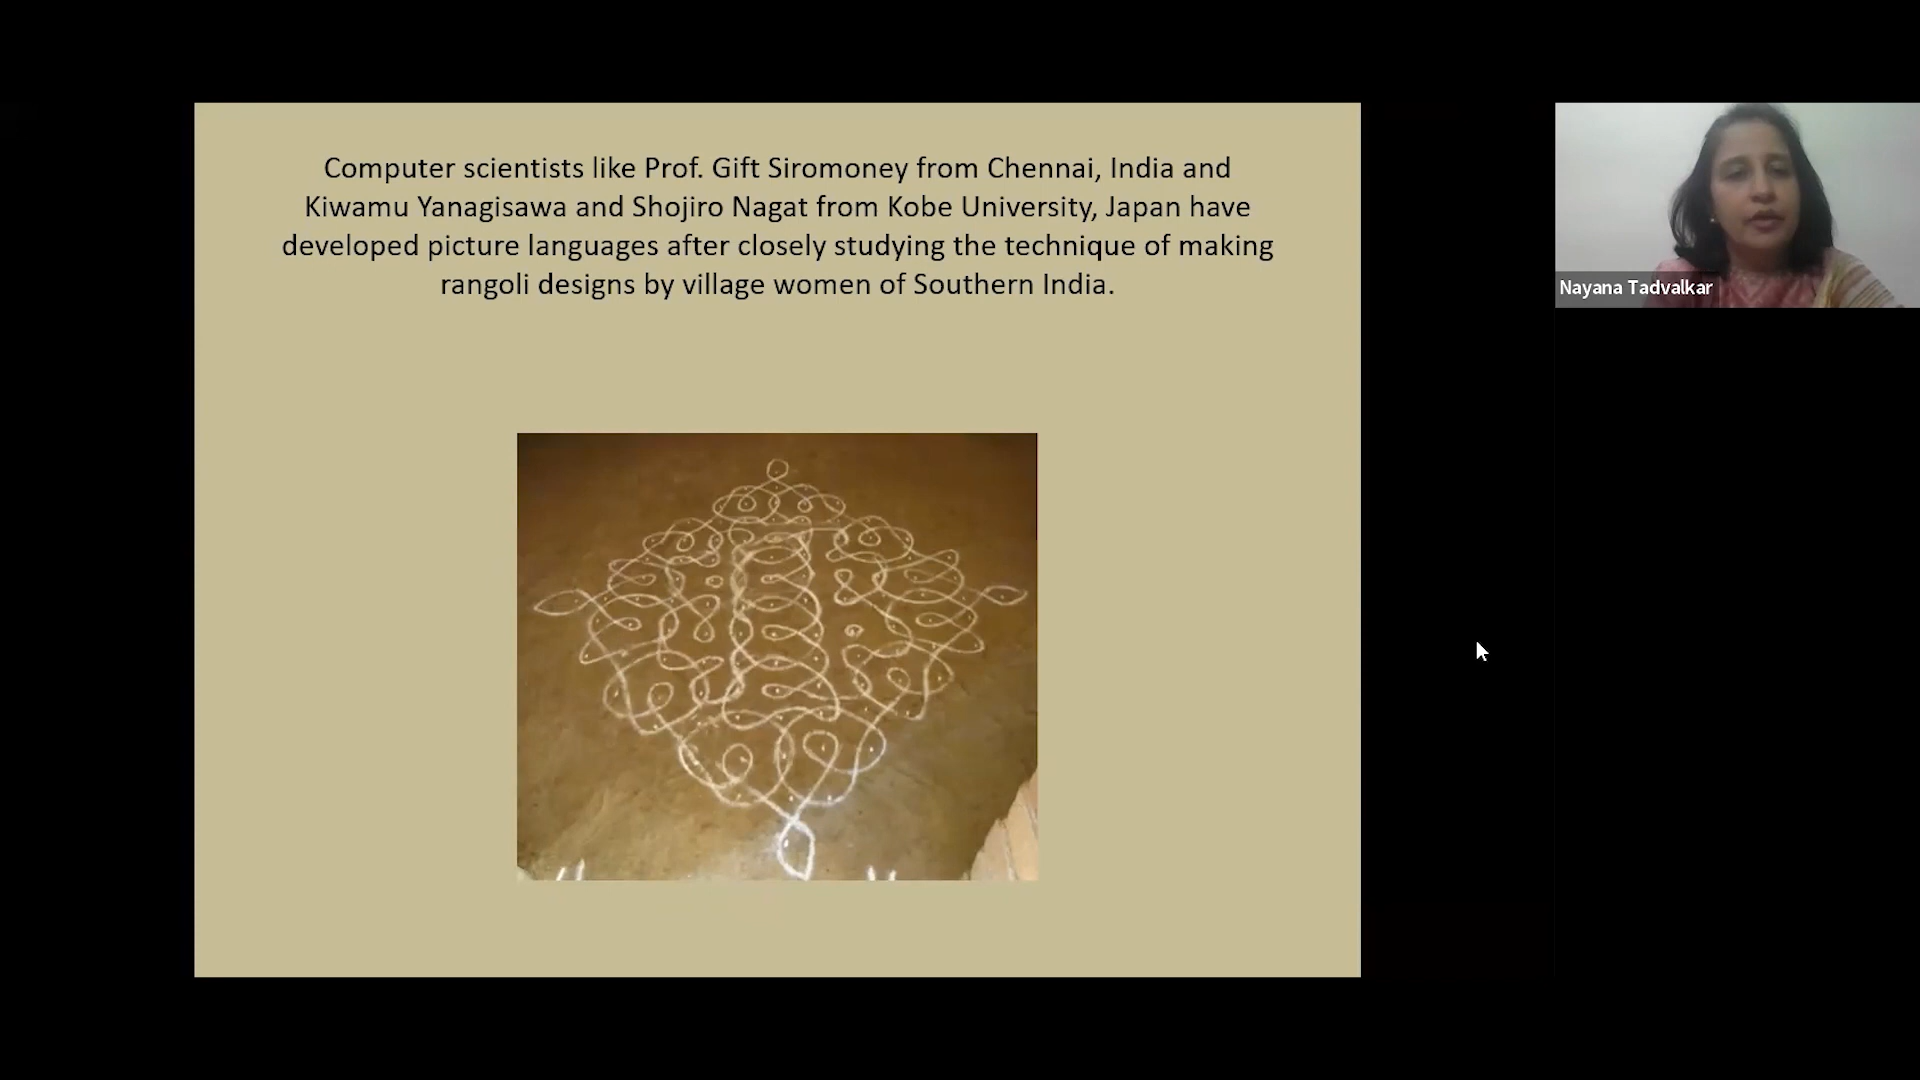 Computer scientists like Prof. Gift Siromoney from Chennai, India and
Kiwamu Yanagisawa and Shojiro Nagat from Kobe University, Japan have
developed picture languages after closely studying the technique of making
rangoli designs by village women of Southern India.
Nayana Tadvalkar